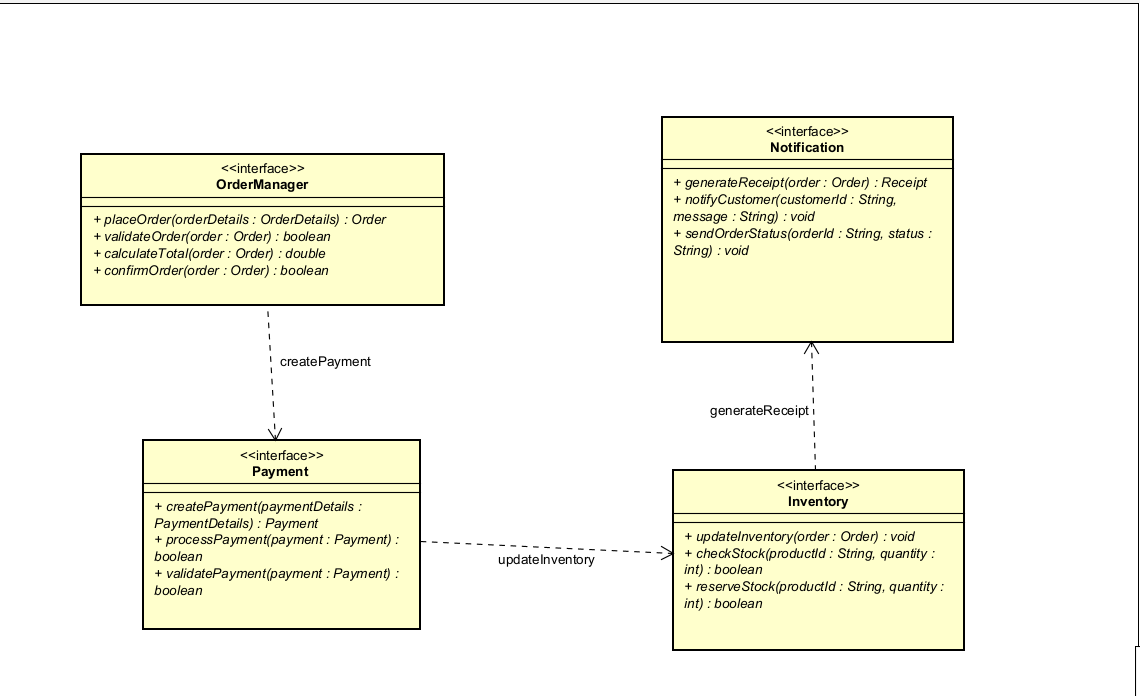 <<interface>>
OrderManager
+ placeOrder(orderDetails : OrderDetails) : Order
+ validateOrder(order : Order) : boolean
+ calculateTotal(order : Order) : double
+ confirmOrder(order : Order) : boolean
<<interface>>
Notification
+ generateReceipt(order : Order) : Receipt
+ notifyCustomer(customerId : String,
message : String) : void
+ sendOrderStatus(orderId : String, status :
String) : void
createPayment
generateReceipt
<<interface>>
Payment
+ createPayment(paymentDetails :
PaymentDetails) : Payment
+ processPayment(payment : Payment) :
boolean
+ validatePayment(payment : Payment) :
boolean
updateInventory
<<interface>>
Inventory
+ updateInventory(order : Order) : void
+ checkStock(productId : String, quantity :
int) : boolean
+ reserveStock(productId : String, quantity :
int) : boolean